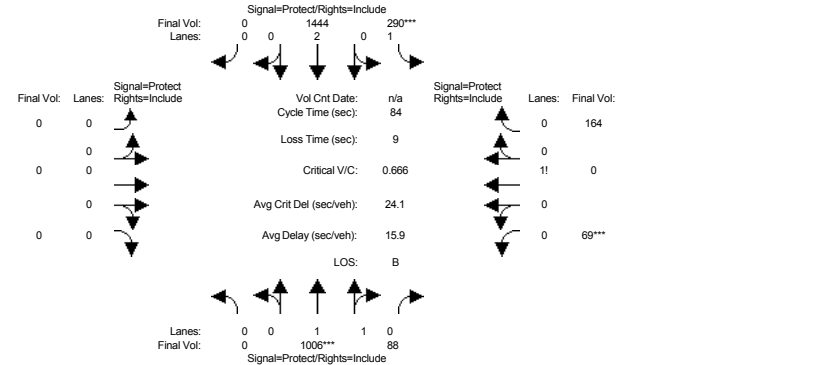 Signal=Protect/Rights=Include
Final Vol: 0 1444 290***
Lanes: 0 0 2 0 1
Signal=Protect
Final Vol: Lanes: Rights=Include
Vol Cnt Date: n/a
Signal=Protect
Rights=Include Lanes: Final Vol:
Cycle Time (sec): 84
0 0
0 164
Loss Time (sec): 9
0
0
0 0
Critical V/C: 0.666
1! 0
0
Avg Crit Del (sec/veh): 24.1
0
0 0
Avg Delay (sec/veh): 15.9
0 69***
LOS: B
Lanes: 0 0 1 1 0
Final Vol: 0 1006*** 88
Signal=Protect/Rights=Include